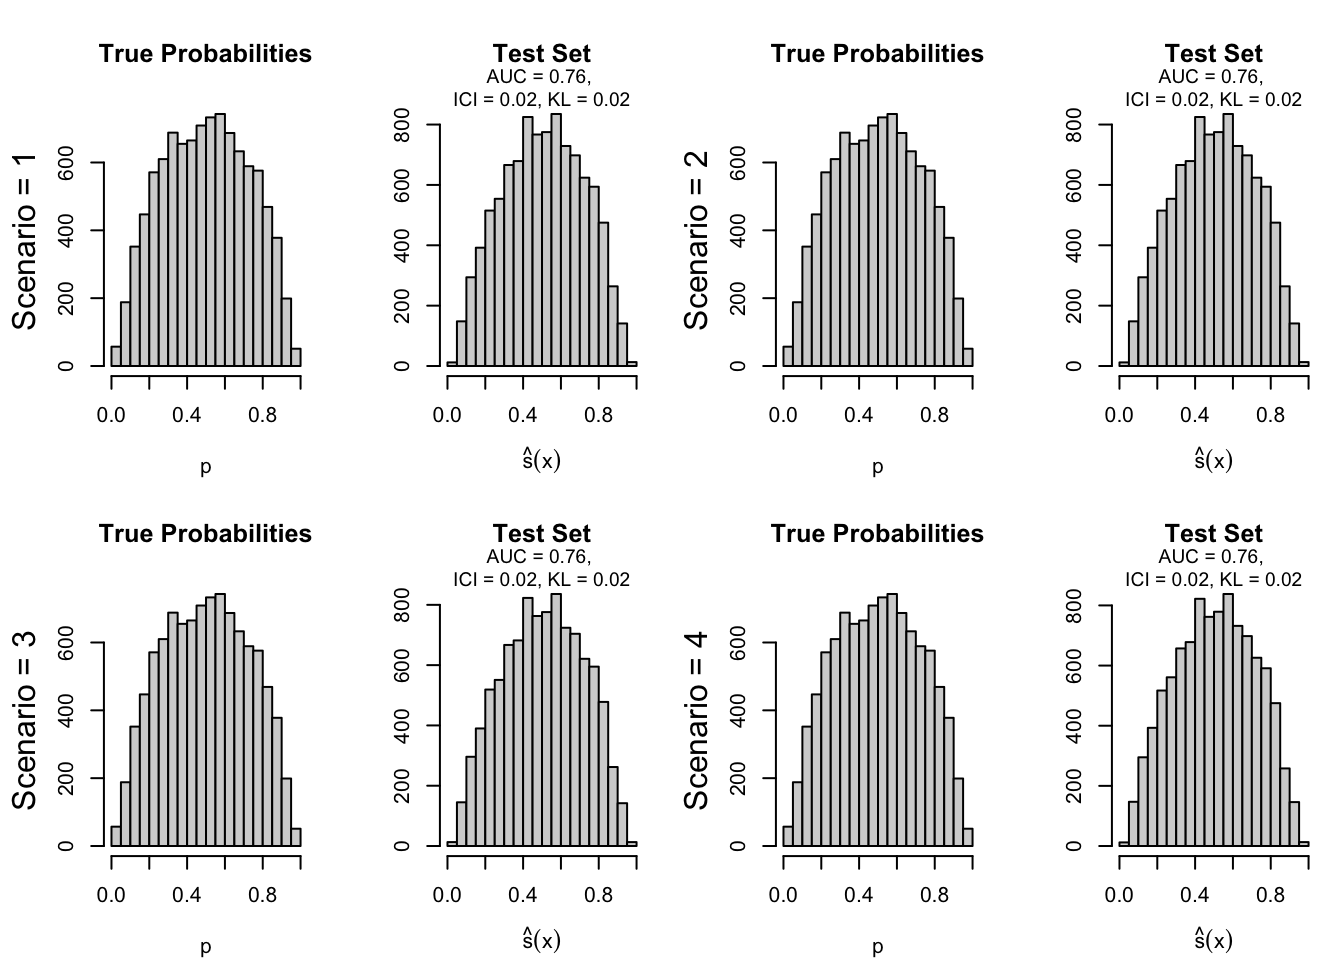 True Probabilities
Scenario = 1
600
400
200
0
0.0 0.4 0.8
p
Test Set
AUC = 0.76,
ICI = 0.02, KL = 0.02
800
600
400
200
0
0.0 0.4 0.8
ŝ(x)
True Probabilities
Scenario = 2
600
400
200
0
0.0 0.4 0.8
p
Test Set
AUC = 0.76,
ICI = 0.02, KL = 0.02
800
600
400
200
0
0.0 0.4 0.8
ŝ(x)
True Probabilities
Scenario = 3
600
400
200
0
0.0 0.4 0.8
p
Test Set
AUC = 0.76,
ICI = 0.02, KL = 0.02
800
600
400
200
0
0.0 0.4 0.8
ŝ(x)
True Probabilities
Scenario = 4
600
400
200
0
0.0 0.4 0.8
p
Test Set
AUC = 0.76,
ICI = 0.02, KL = 0.02
800
600
400
200
0
0.0 0.4 0.8
ŝ(x)